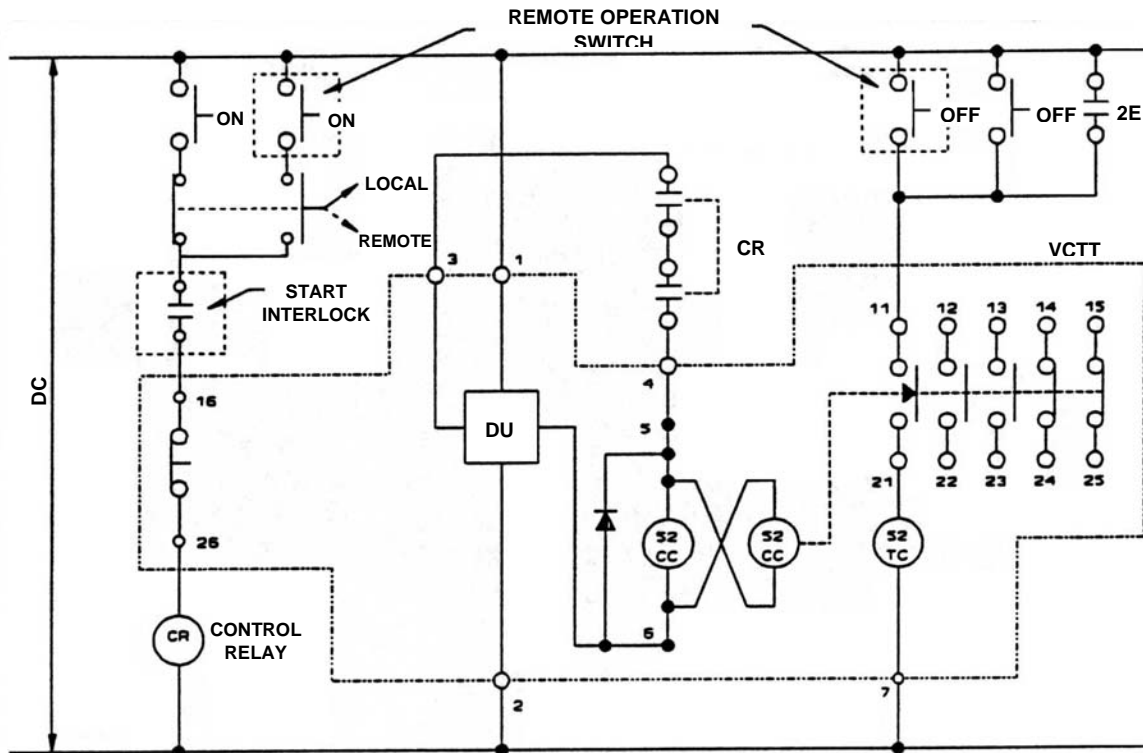 REMOTE OPERATION
SWITCH
ON
ON
OFF
OFF
2E
LOCAL
REMOTE
CR
VCTT
3
1
START
INTERLOCK
11
12
13
14
15
DC
16
4
5
DU
21
22
23
24
25
26
52
CC
52
CC
52
TC
CR
CONTROL
RELAY
6
2
7